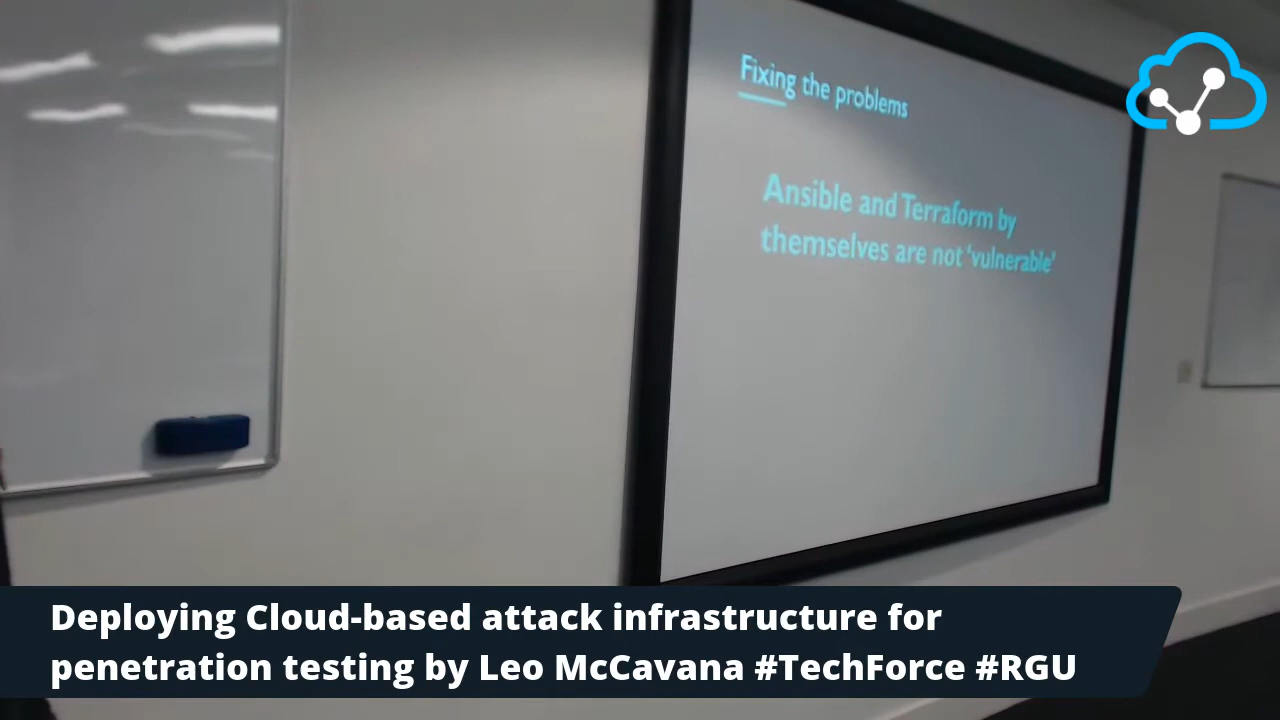 Fixing the problems
Ansible and Terraform by
themselves are not 'vulnerable'
Deploying Cloud-based attack infrastructure for
penetration testing by Leo McCavana #TechForce #RGU